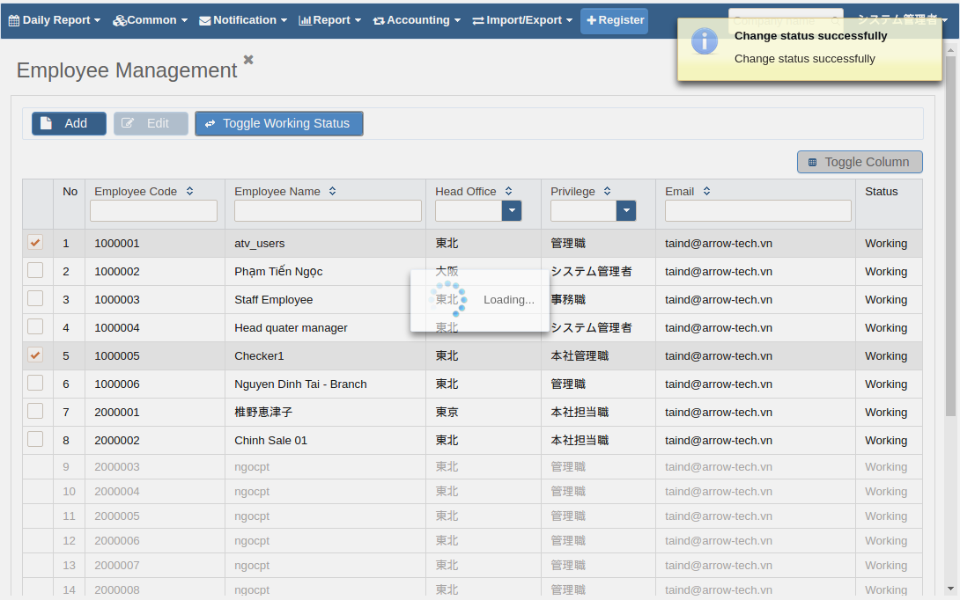 Daily Report Common Notification Report Accounting Import/Export Register システム管理者
Change status successfully
Change status successfully
Employee Management
Add Edit Toggle Working Status
Toggle Column
No Employee Code Employee Name Head Office Privilege Email Status
1 1000001 atv_users 東北 管理職 taind@arrow-tech.vn Working
2 1000002 Phạm Tiến Ngọc 大阪 システム管理者 taind@arrow-tech.vn Working
3 1000003 Staff Employee 東北 事務職 taind@arrow-tech.vn Working
Loading...
4 1000004 Head quater manager 東北 システム管理者 taind@arrow-tech.vn Working
5 1000005 Checker1 東北 本社管理職 taind@arrow-tech.vn Working
6 1000006 Nguyen Dinh Tai - Branch 東北 管理職 taind@arrow-tech.vn Working
7 2000001 椎野恵津子 東京 本社担当職 taind@arrow-tech.vn Working
8 2000002 Chinh Sale 01 東北 本社担当職 taind@arrow-tech.vn Working
9 2000003 ngocpt 東北 管理職 taind@arrow-tech.vn Working
10 2000004 ngocpt 東北 管理職 taind@arrow-tech.vn Working
11 2000005 ngocpt 東北 管理職 taind@arrow-tech.vn Working
12 2000006 ngocpt 東北 管理職 taind@arrow-tech.vn Working
13 2000007 ngocpt 東北 管理職 taind@arrow-tech.vn Working
14 2000008 ngocpt 東北 管理職 taind@arrow-tech.vn Working